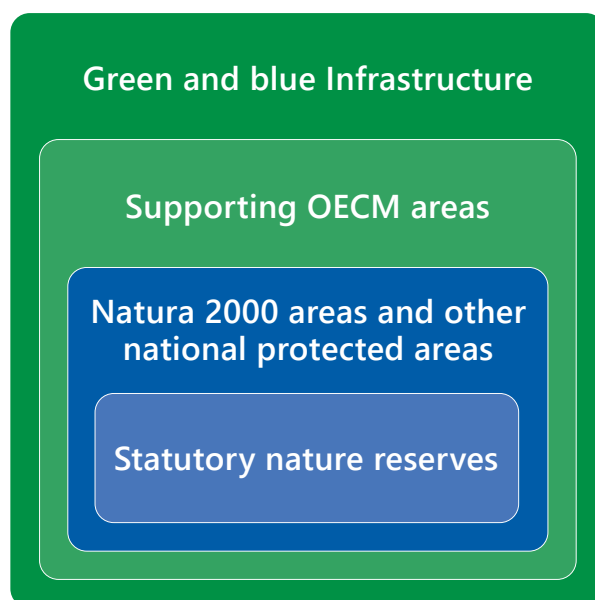 Green and blue Infrastructure
Supporting OECM areas
Natura 2000 areas and other
national protected areas
Statutory nature reserves